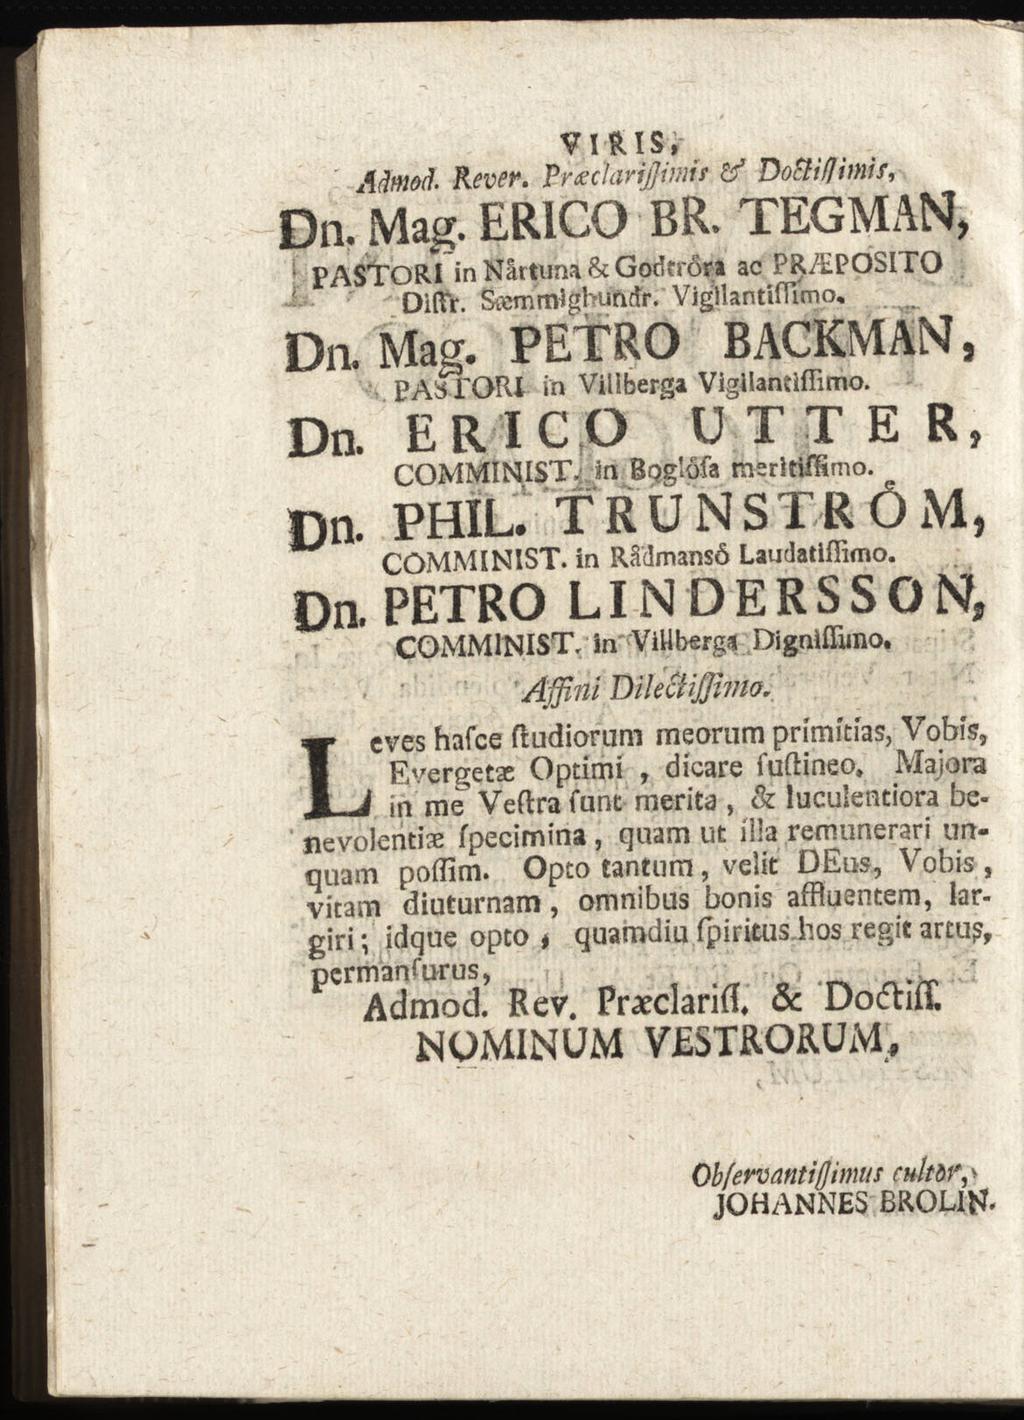 VIRIS,
Admod. Rever. Præclariſſimis & Doctiſſimis,
Dn. Mag. ERICO BR. TEGMAN,
PASTORI in Nårtuna & Godtröra ac PRÆPOSITO
Diſtr. Sæmmighundr. Vigilantiſſimo.
Dn. Mag. PETRO BACKMAN,
PASTORI in Villberga Vigilantiſſimo.
Dn. ERICO UTTER,
COMMINIST. in Boglöſa meritiſſimo.
Dn. PHIL. TRUNSTRÖM,
COMMINIST. in Rådmansö Laudatiſſimo.
Dn. PETRO LINDERSSON,
COMMINIST. in Villberga Digniſſimo.
Affini Dilectiſſimo.
Leves haſce ſtudiorum meorum primitias, Vobis,
Evergetæ Optimi, dicare ſuſtineo. Majora
in me Veſtra ſunt merita, & luculentiora be-
nevolentiæ ſpecimina, quam ut illa remunerari un-
quam poſſim. Opto tantum, velit DEus, Vobis,
vitam diuturnam, omnibus bonis affluentem, lar-
giri; idque opto, quamdiu ſpiritus hos regit artus,
permanſurus,
Admod. Rev. Præclariſſ. & Doctiſſ.
NOMINUM VESTRORUM,
Obſervantiſſimus cultor,
JOHANNES BROLIN.